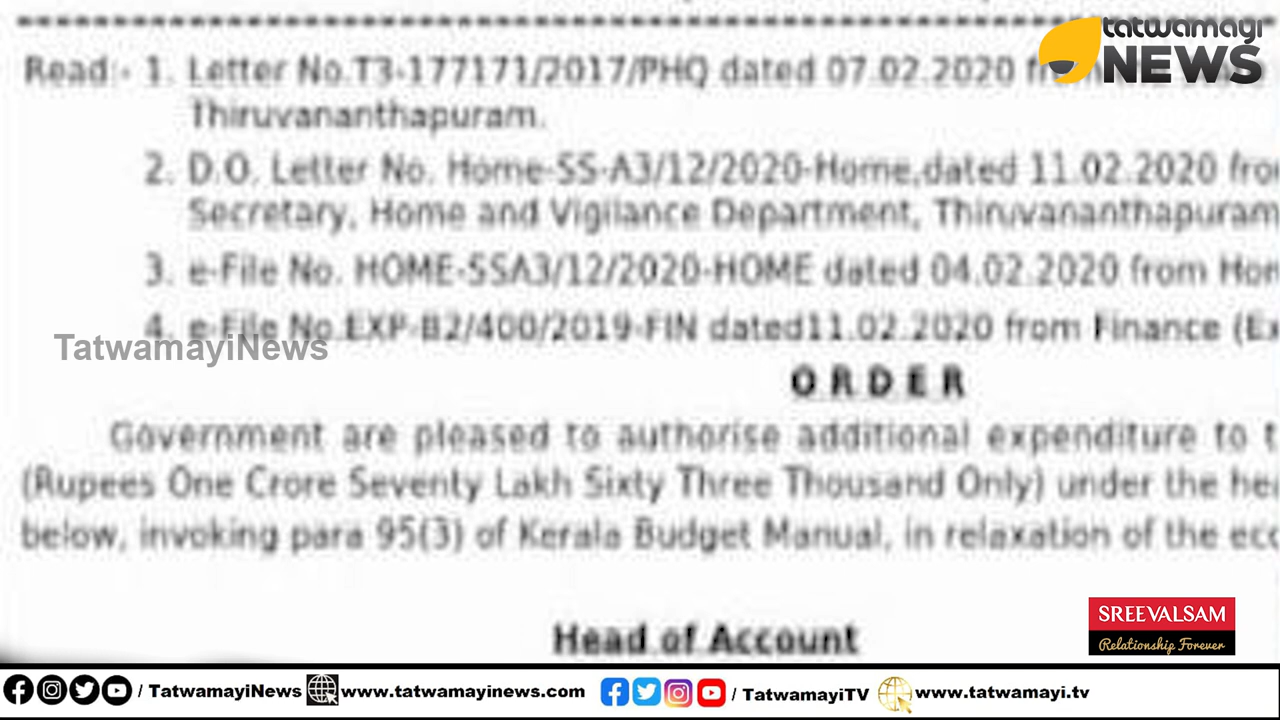 tatwamayi
NEWS
Read:- 1. Letter No.T3-177171/2017/PHQ dated 07.02.2020
Thiruvananthapuram.
2. D.O. Letter No. Home-SS-A3/12/2020-Home,dated 11.02.2020
Secretary, Home and Vigilance Department, Thiruvananthapuram
3. e-File No. HOME-SSA3/12/2020-HOME dated 04.02.2020 from
4. e-File No.EXP-B2/400/2019-FIN dated11.02.2020 from Finance
TatwamayiNews
ORDER
Government are pleased to authorise additional expenditure to
(Rupees One Crore Seventy Lakh Sixty Three Thousand Only) under the
below, invoking para 95(3) of Kerala Budget Manual, in relaxation of the
Head of Account
SREEVALSAM
Relationship Forever
/ TatwamayiNews www.tatwamayinews.com / TatwamayiTV www.tatwamayi.tv